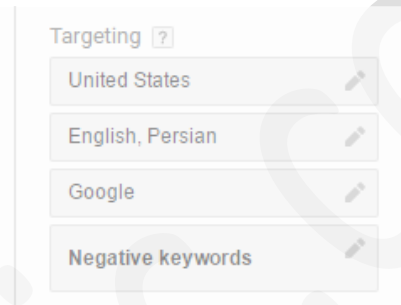 Targeting [?]
United States
English, Persian
Google
Negative keywords